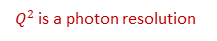 Q² is a photon resolution